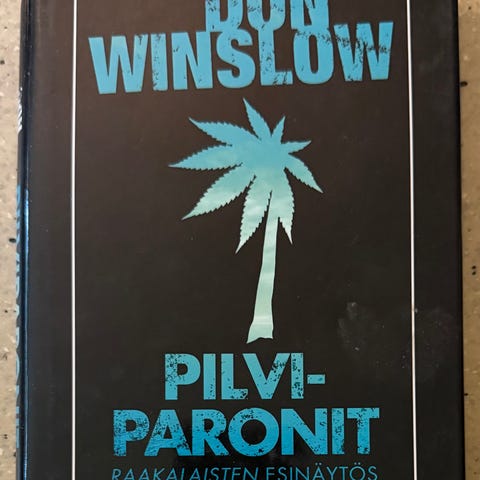 DON
WINSLOW
PILVI-
PARONIT
RAAKALAISTEN ESINÄYTÖS